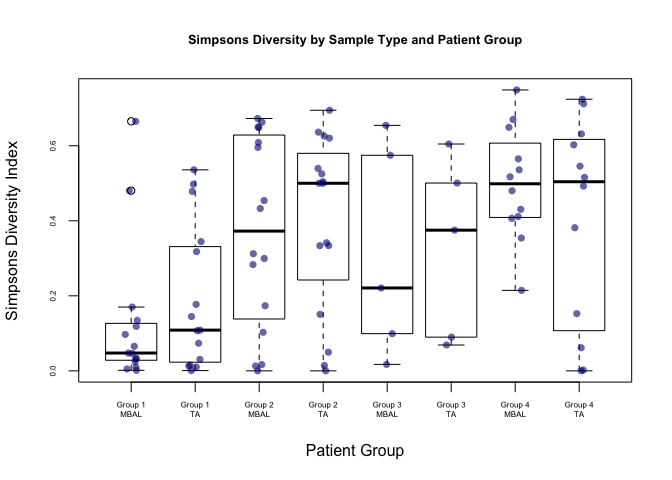 Simpsons Diversity by Sample Type and Patient Group
Simpsons Diversity Index
0.6
0.4
0.2
0.0
Group 1 Group 1 Group 2 Group 2 Group 3 Group 3 Group 4 Group 4
MBAL TA MBAL TA MBAL TA MBAL TA
Patient Group